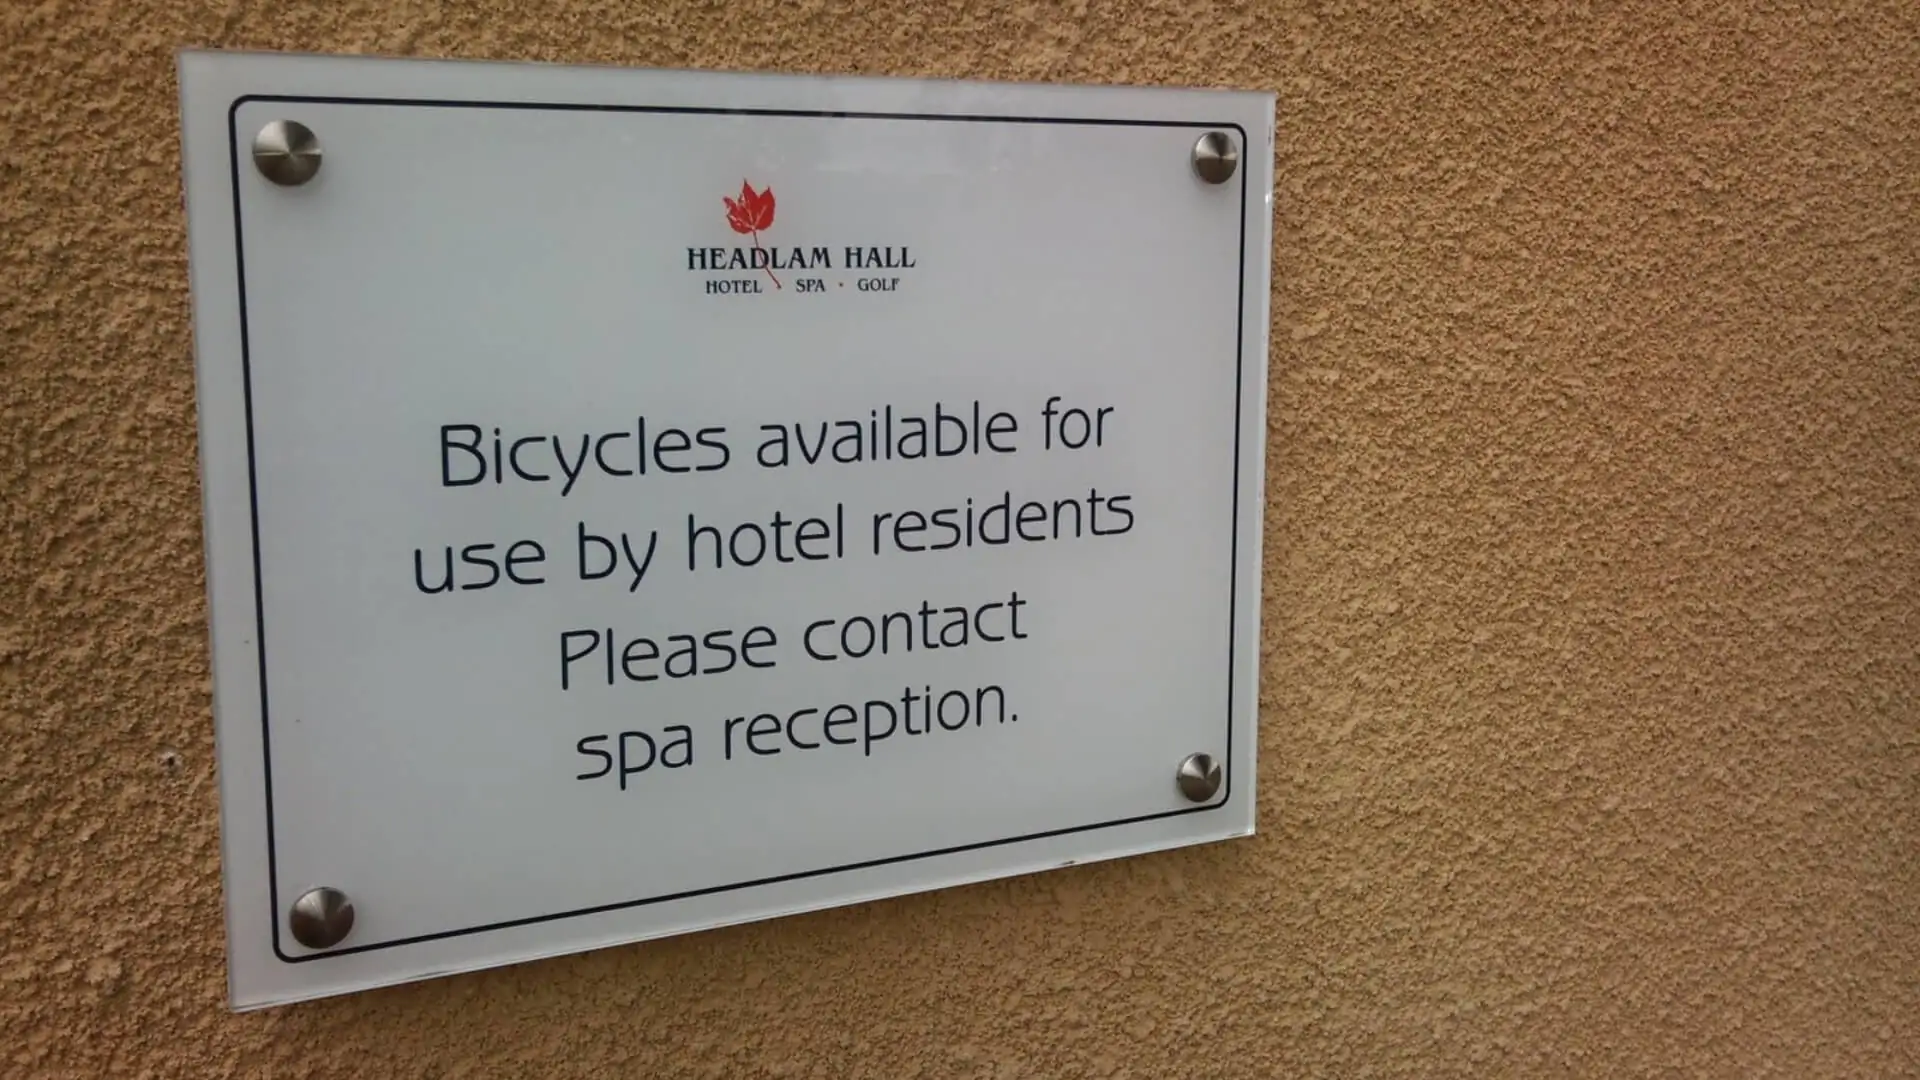 HEADLAM HALL
HOTEL • SPA • GOLF
Bicycles available for
use by hotel residents
Please contact
spa reception.